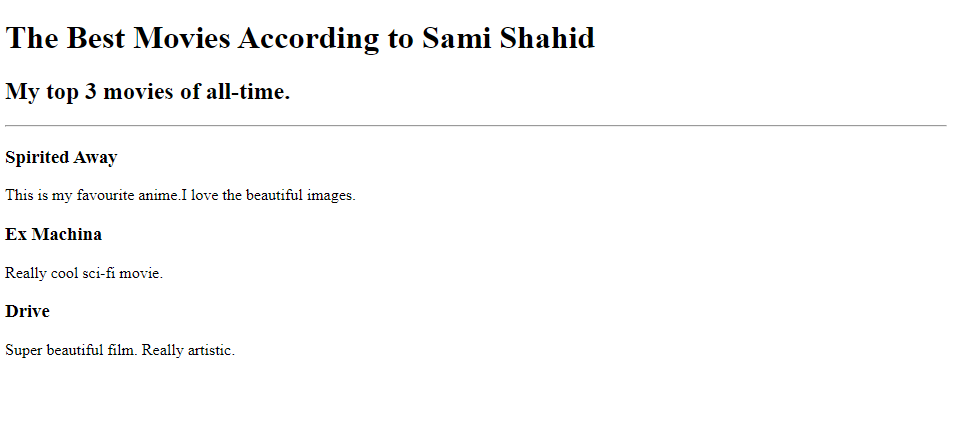 The Best Movies According to Sami Shahid
My top 3 movies of all-time.
Spirited Away
This is my favourite anime.I love the beautiful images.
Ex Machina
Really cool sci-fi movie.
Drive
Super beautiful film. Really artistic.